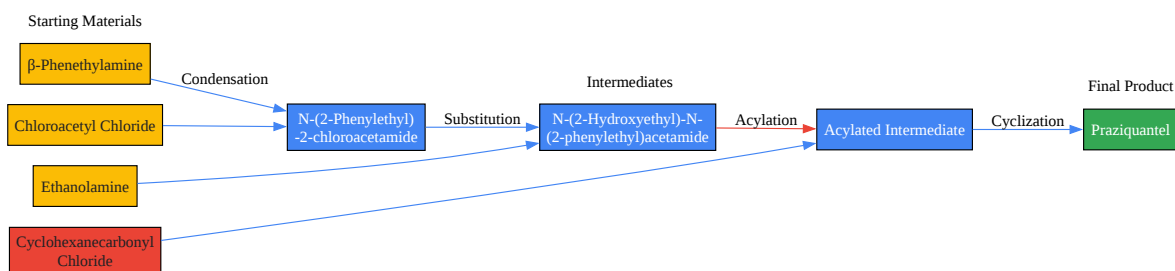 Starting Materials
β-Phenethylamine
Condensation
Chloroacetyl Chloride
Ethanolamine
Cyclohexanecarbonyl
Chloride
N-(2-Phenylethyl)
-2-chloroacetamide
Substitution
Intermediates
N-(2-Hydroxyethyl)-N-
(2-phenylethyl)acetamide
Acylation
Acylated Intermediate
Cyclization
Final Product
Praziquantel